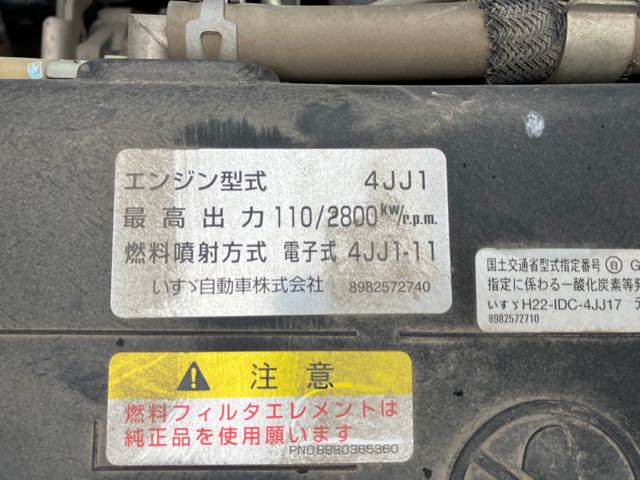 エンジン型式 4JJ1
最高出力 110/2800 kw/r.p.m.
燃料噴射方式 電子式 4JJ1-11
いすゞ自動車株式会社 8982572740
国土交通省型式指定番号 自 G
指定に係わる一酸化炭素等発
いすゞH22-IDC-4JJ17 デ
8982572710
注意
燃料フィルタエレメントは
純正品を使用願います
PNO8980365360